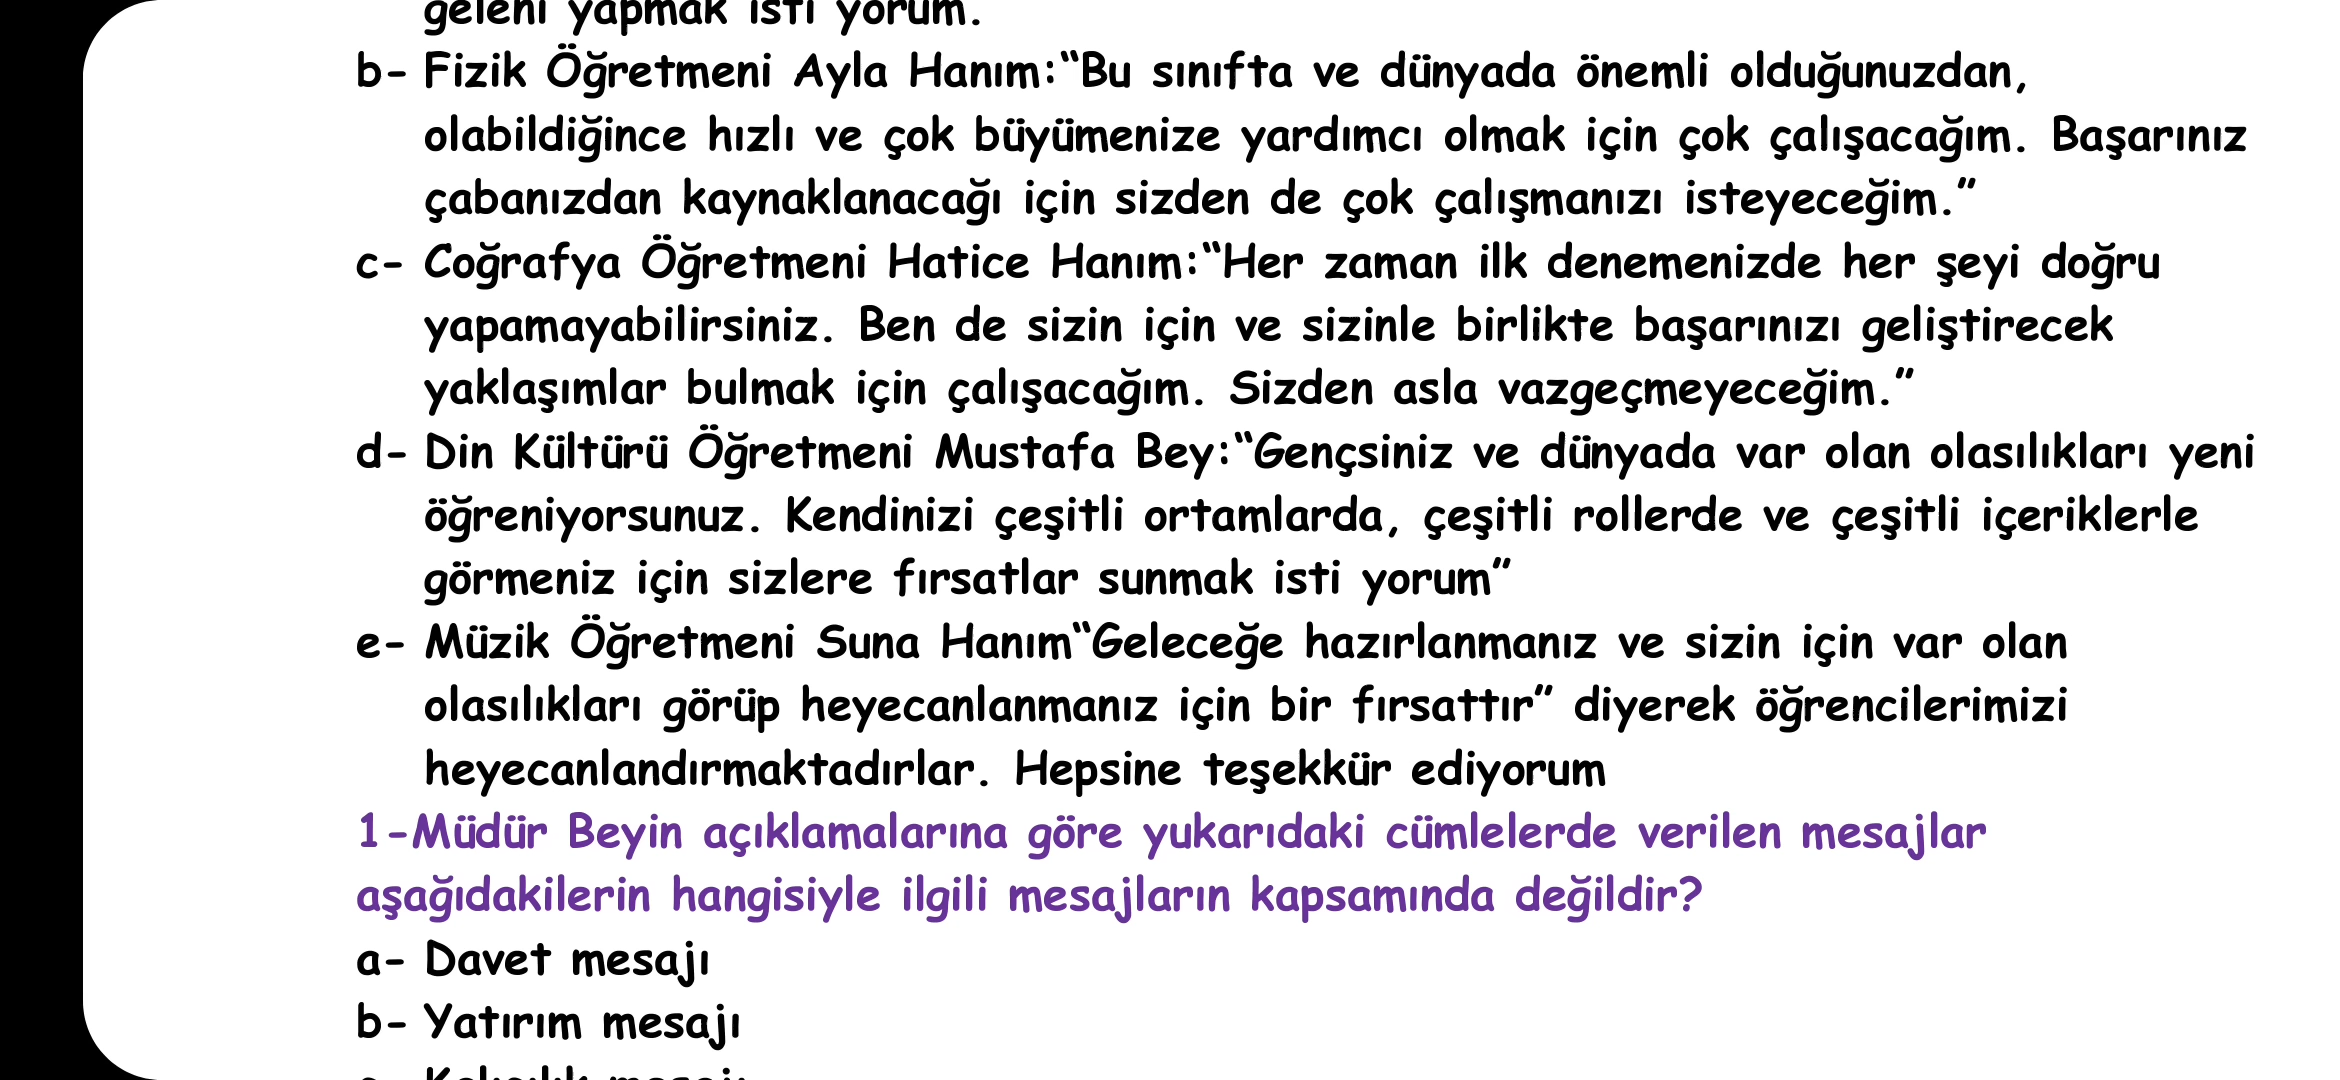 geleni yapmak isti yorum.
b- Fizik Öğretmeni Ayla Hanım:“Bu sınıfta ve dünyada önemli olduğunuzdan,
olabildiğince hızlı ve çok büyümenize yardımcı olmak için çok çalışacağım. Başarınız
çabanızdan kaynaklanacağı için sizden de çok çalışmanızı isteyeceğim.”
c- Coğrafya Öğretmeni Hatice Hanım:“Her zaman ilk denemenizde her şeyi doğru
yapamayabilirsiniz. Ben de sizin için ve sizinle birlikte başarınızı geliştirecek
yaklaşımlar bulmak için çalışacağım. Sizden asla vazgeçmeyeceğim.”
d- Din Kültürü Öğretmeni Mustafa Bey:“Gençsiniz ve dünyada var olan olasılıkları yeni
öğreniyorsunuz. Kendinizi çeşitli ortamlarda, çeşitli rollerde ve çeşitli içeriklerle
görmeniz için sizlere fırsatlar sunmak isti yorum”
e- Müzik Öğretmeni Suna Hanım“Geleceğe hazırlanmanız ve sizin için var olan
olasılıkları görüp heyecanlanmanız için bir fırsattır” diyerek öğrencilerimizi
heyecanlandırmaktadırlar. Hepsine teşekkür ediyorum
1-Müdür Beyin açıklamalarına göre yukarıdaki cümlelerde verilen mesajlar
aşağıdakilerin hangisiyle ilgili mesajların kapsamında değildir?
a- Davet mesajı
b- Yatırım mesajı